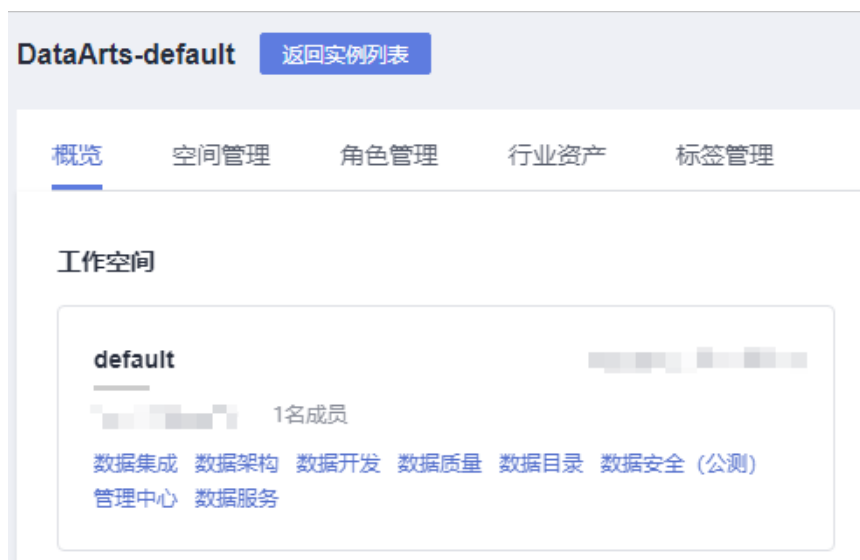 DataArts-default 返回实例列表
概览 空间管理 角色管理 行业资产 标签管理
工作空间
default
1名成员
数据集成 数据架构 数据开发 数据质量 数据目录 数据安全（公测）
管理中心 数据服务